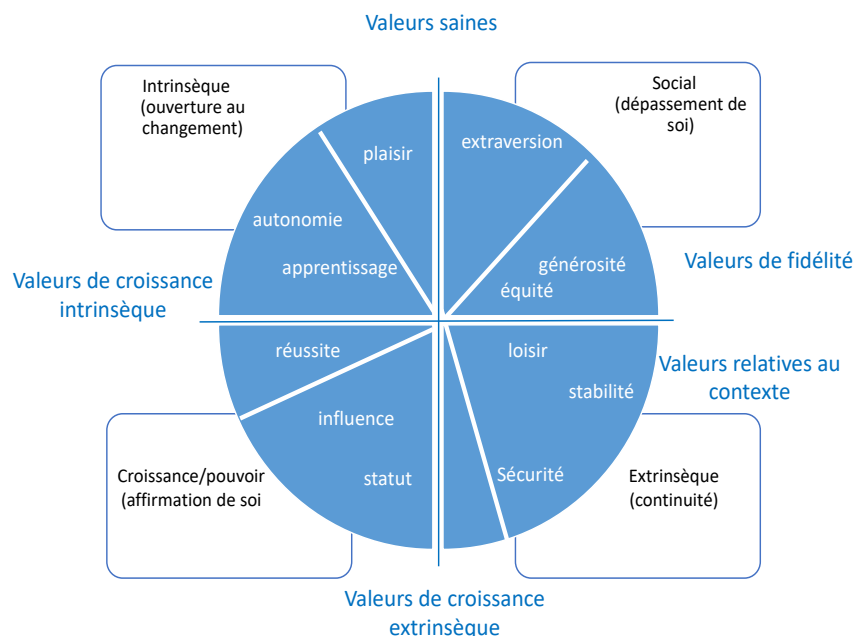 Valeurs saines
Intrinsèque
(ouverture au
changement)
Social
(dépassement de
soi)
plaisir
extraversion
autonomie
apprentissage
générosité
équité
Valeurs de croissance
intrinsèque
Valeurs de fidélité
réussite
loisir
Valeurs relatives au
contexte
stabilité
influence
statut
Sécurité
Croissance/pouvoir
(affirmation de soi
Extrinsèque
(continuité)
Valeurs de croissance
extrinsèque